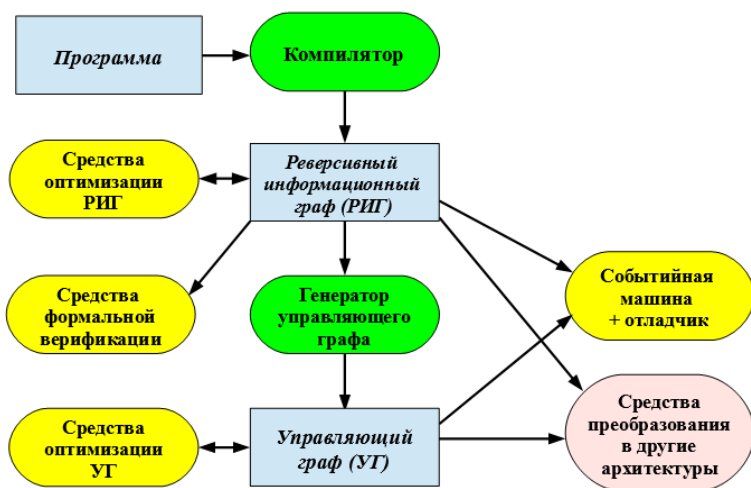 Программа
Компилятор
Средства
оптимизации
РИГ
Реверсивный
информационный
граф (РИГ)
Средства
формальной
верификации
Генератор
управляющего
графа
Событийная
машина
+ отладчик
Средства
оптимизации
УГ
Управляющий
граф (УГ)
Средства
преобразования
в другие
архитектуры